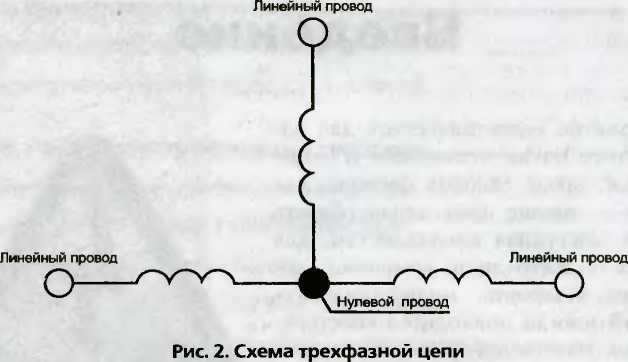 Линейный провод
Линейный провод
Линейный провод
Нулевой провод
Рис. 2. Схема трехфазной цепи